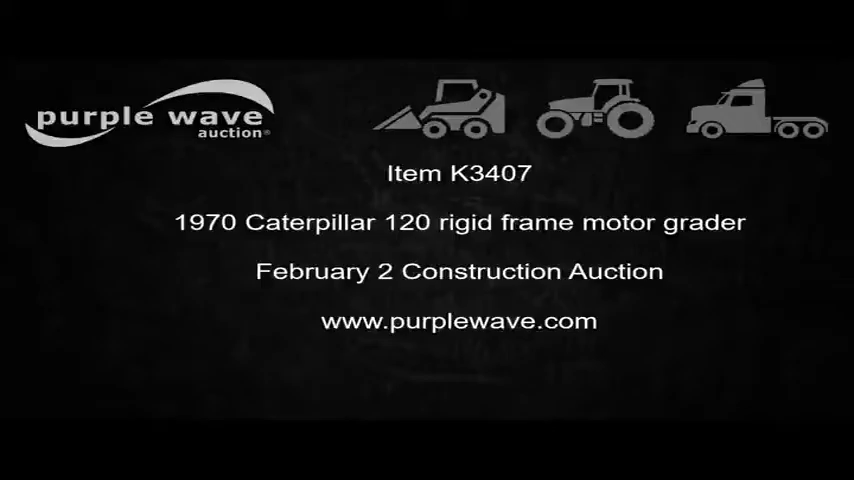 purple wave
auction®
Item K3407
1970 Caterpillar 120 rigid frame motor grader
February 2 Construction Auction
www.purplewave.com